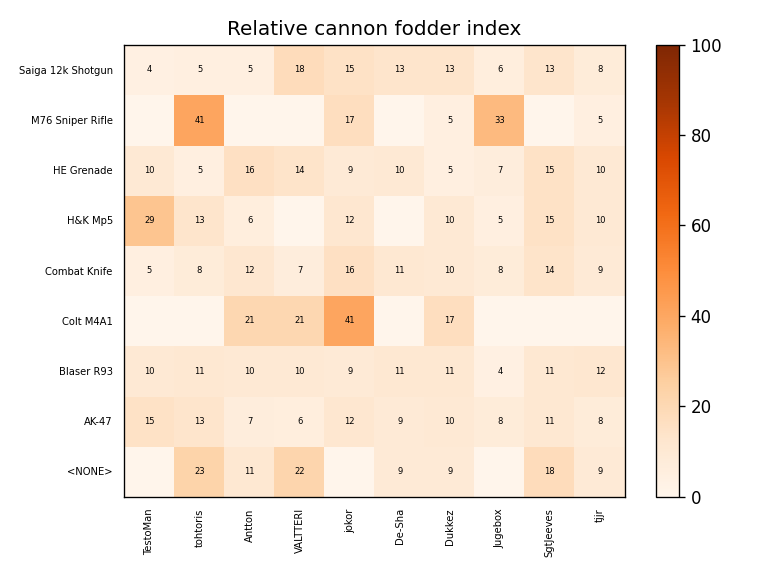 Relative cannon fodder index
Saiga 12k Shotgun 4 5 5 18 15 13 13 6 13 8
M76 Sniper Rifle 41 17 5 33 5
HE Grenade 10 5 16 14 9 10 5 7 15 10
H&K Mp5 29 13 6 12 10 5 15 10
Combat Knife 5 8 12 7 16 11 10 8 14 9
Colt M4A1 21 21 41 17
Blaser R93 10 11 10 10 9 11 11 4 11 12
AK-47 15 13 7 6 12 9 10 8 11 8
<NONE> 23 11 22 9 9 18 9
TestoMan tohtoris Antton VALTTERI jokor De-Sha Dukkez Jugebox SgtJeeves tjjr
100
80
60
40
20
0